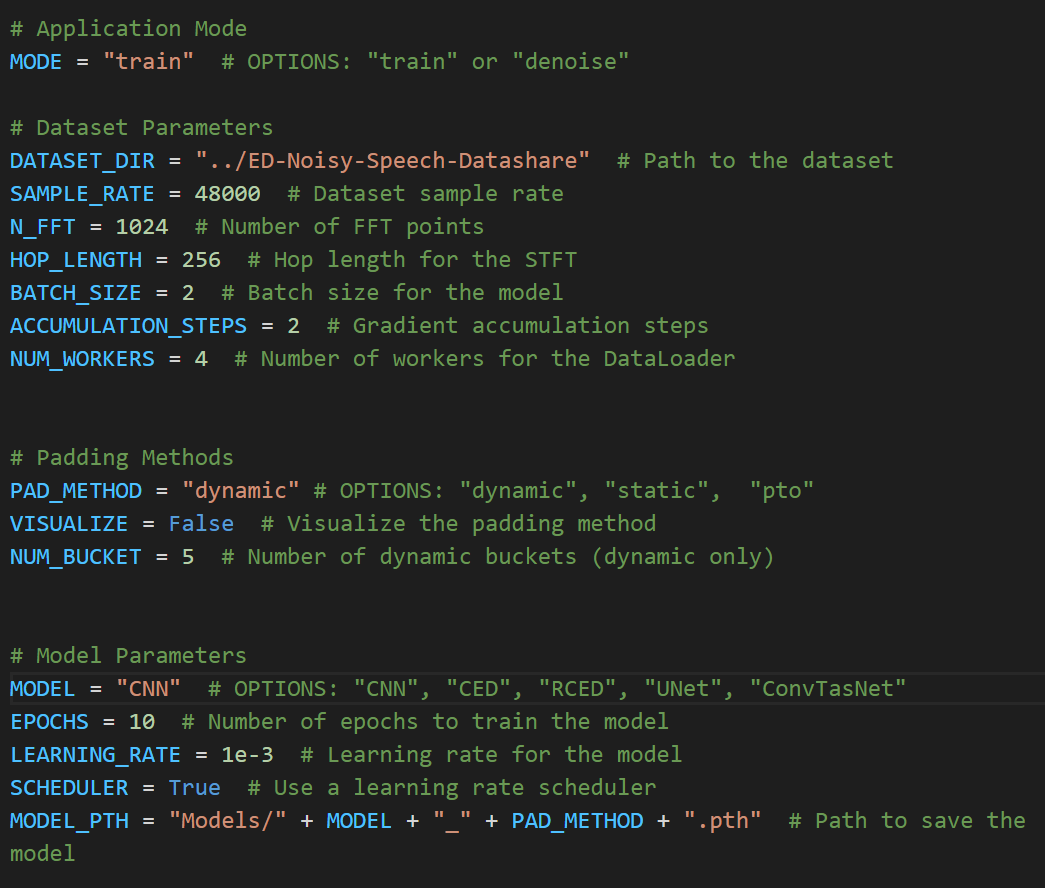 # Application Mode
MODE = "train"  # OPTIONS: "train" or "denoise"
# Dataset Parameters
DATASET_DIR = "../ED-Noisy-Speech-Datashare"  # Path to the dataset
SAMPLE_RATE = 48000  # Dataset sample rate
N_FFT = 1024  # Number of FFT points
HOP_LENGTH = 256  # Hop length for the STFT
BATCH_SIZE = 2  # Batch size for the model
ACCUMULATION_STEPS = 2  # Gradient accumulation steps
NUM_WORKERS = 4  # Number of workers for the DataLoader
# Padding Methods
PAD_METHOD = "dynamic" # OPTIONS: "dynamic", "static",  "pto"
VISUALIZE = False  # Visualize the padding method
NUM_BUCKET = 5  # Number of dynamic buckets (dynamic only)
# Model Parameters
MODEL = "CNN"  # OPTIONS: "CNN", "CED", "RCED", "UNet", "ConvTasNet"
EPOCHS = 10  # Number of epochs to train the model
LEARNING_RATE = 1e-3  # Learning rate for the model
SCHEDULER = True  # Use a learning rate scheduler
MODEL_PTH = "Models/" + MODEL + "_" + PAD_METHOD + ".pth"  # Path to save the
model